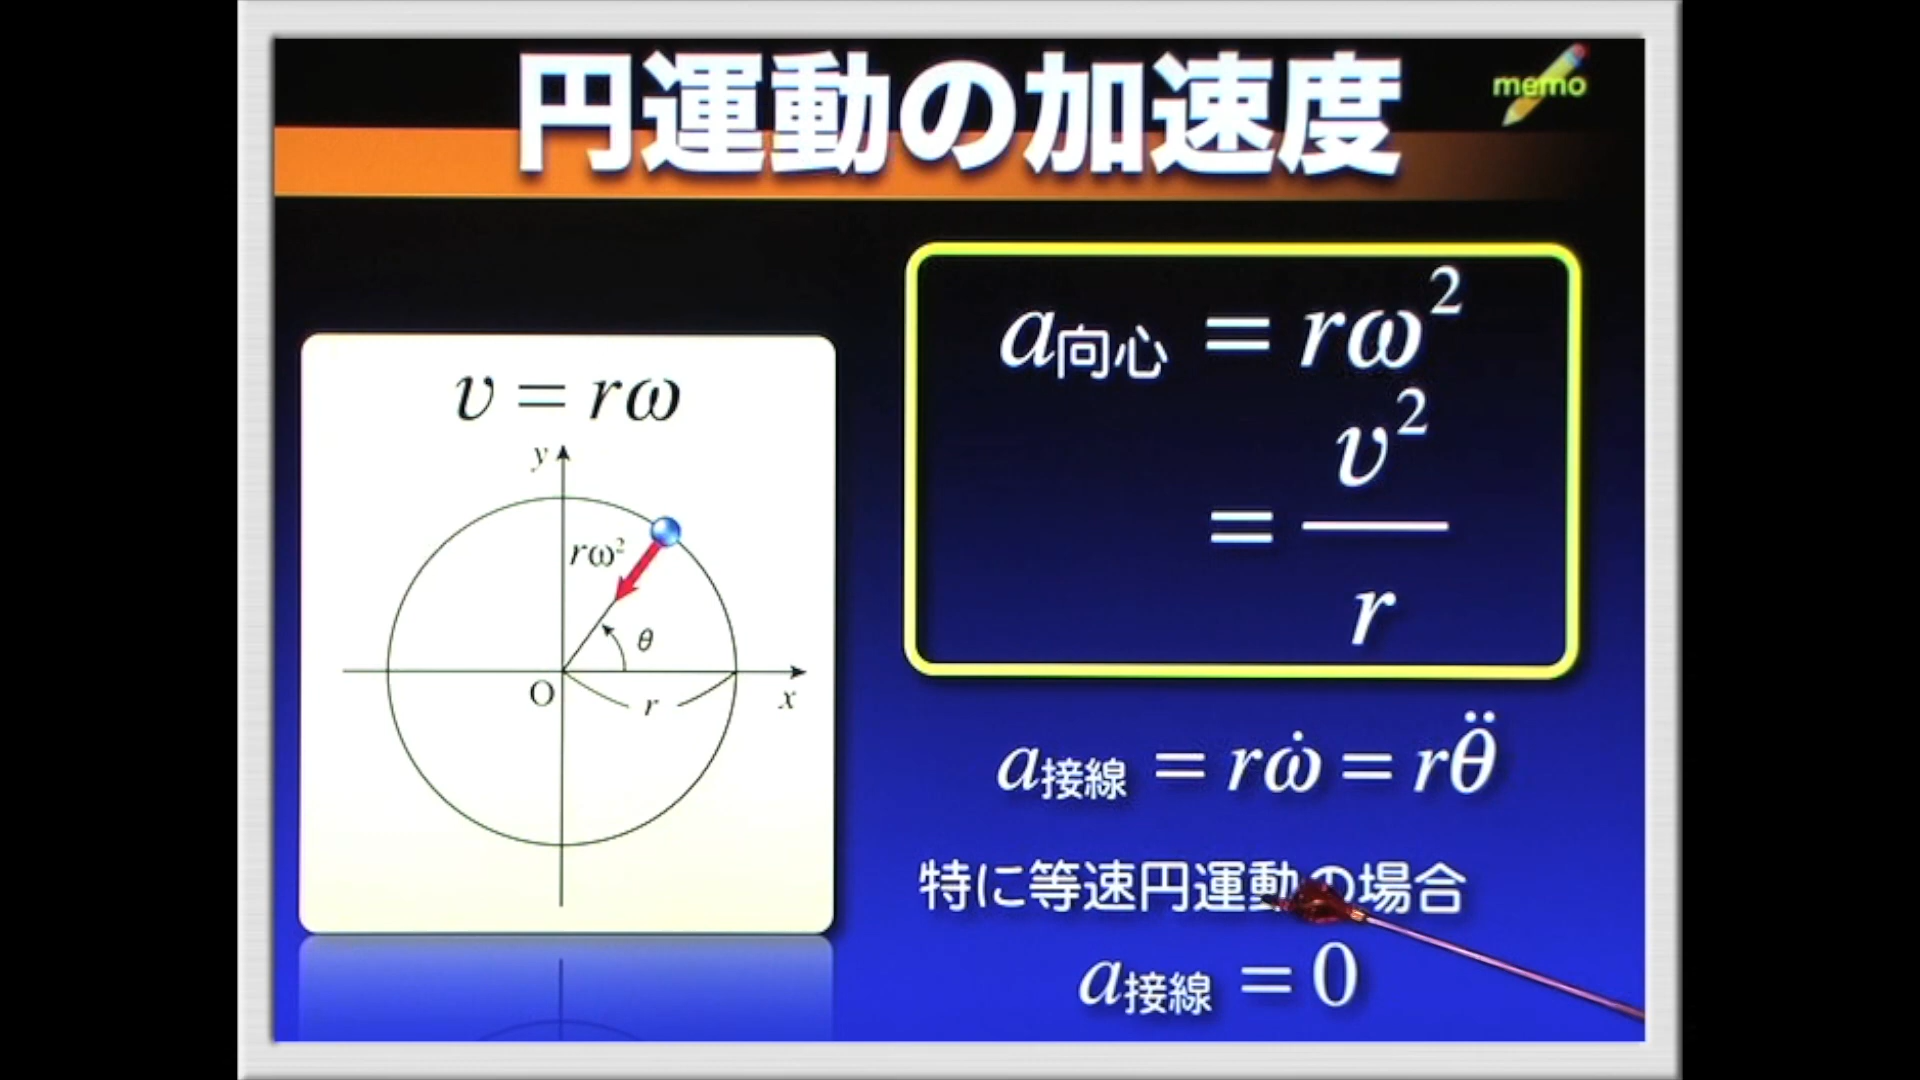 円運動の加速度
memo
v = rω
y
rω²
θ
O
r
x
a向心 = rω²
= v²/r
a接線 = rω̇ = rθ̈
特に等速円運動の場合
a接線 = 0